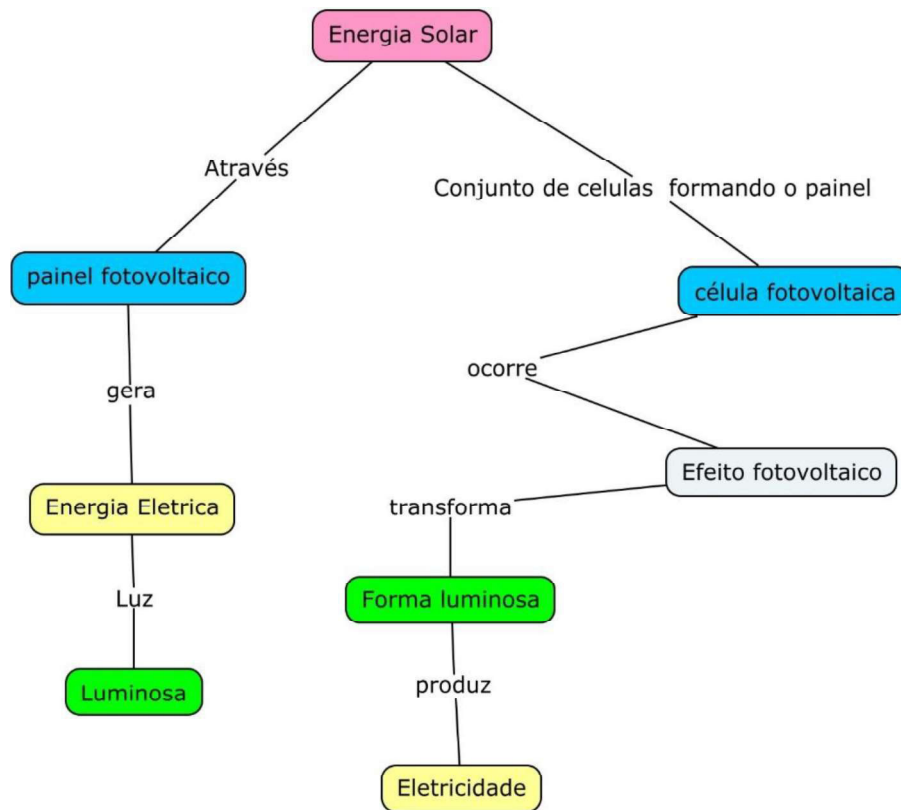 Energia Solar
Através
Conjunto de celulas formando o painel
painel fotovoltaico
célula fotovoltaica
gera
ocorre
Efeito fotovoltaico
Energia Eletrica
transforma
Luz
Forma luminosa
Luminosa
produz
Eletricidade